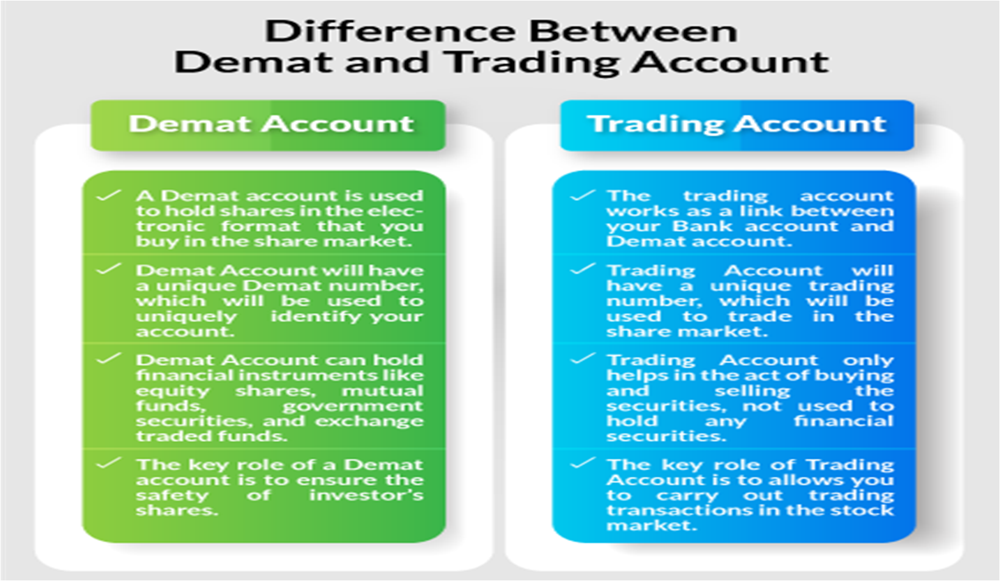 Difference Between
Demat and Trading Account
Demat Account
A Demat account is used
to hold shares in the elec-
tronic format that you
buy in the share market.
Demat Account will have
a unique Demat number,
which will be used to
uniquely identify your
account.
Demat Account can hold
financial instruments like
equity shares, mutual
funds, government
securities, and exchange
traded funds.
The key role of a Demat
account is to ensure the
safety of investor's
shares.
Trading Account
The trading account
works as a link between
your Bank account and
Demat account.
Trading Account will
have a unique trading
number, which will be
used to trade in the
share market.
Trading Account only
helps in the act of buying
and selling the
securities, not used to
hold any financial
securities.
The key role of Trading
Account is to allows you
to carry out trading
transactions in the stock
market.